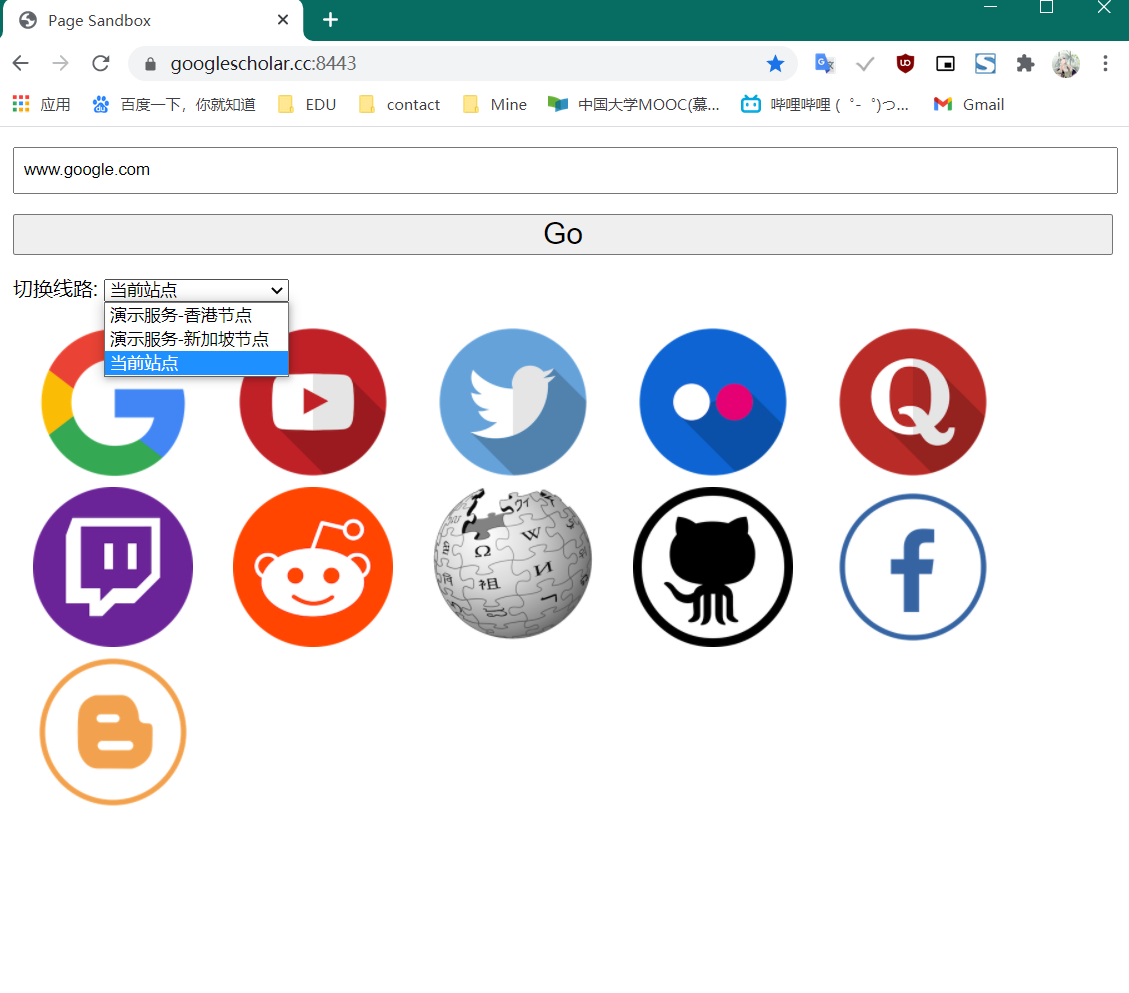 Page Sandbox
googlescholar.cc:8443
应用
百度一下，你就知道
EDU
contact
Mine
中国大学MOOC(慕...
哔哩哔哩 (゜-゜)つ...
Gmail
www.google.com
Go
切换线路: 当前站点
演示服务-香港节点
演示服务-新加坡节点
当前站点